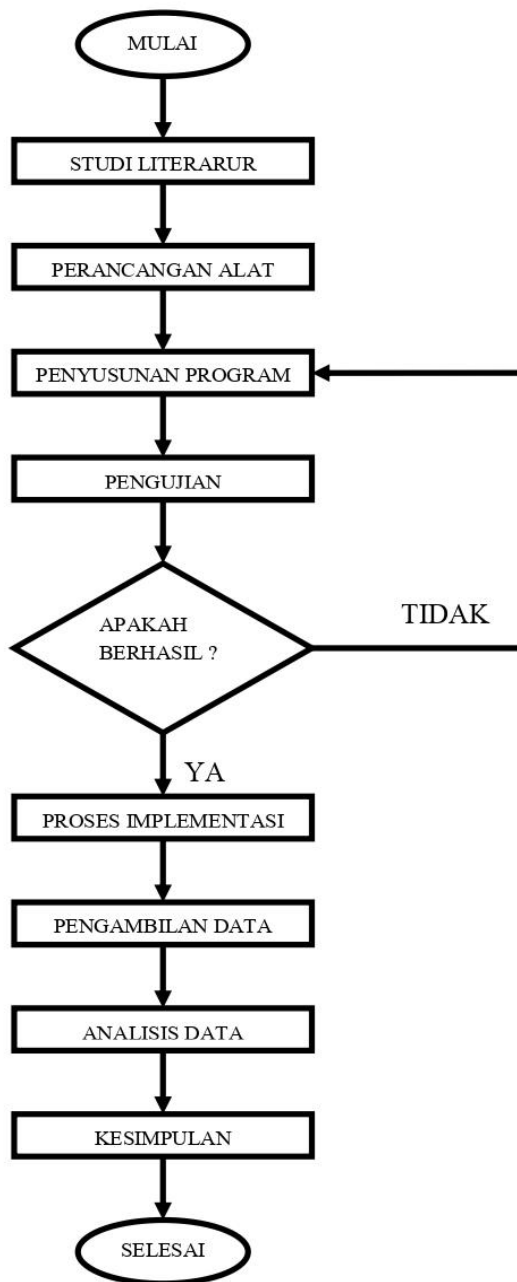 MULAI
STUDI LITERARUR
PERANCANGAN ALAT
PENYUSUNAN PROGRAM
PENGUJIAN
APAKAH
BERHASIL ?
TIDAK
YA
PROSES IMPLEMENTASI
PENGAMBILAN DATA
ANALISIS DATA
KESIMPULAN
SELESAI